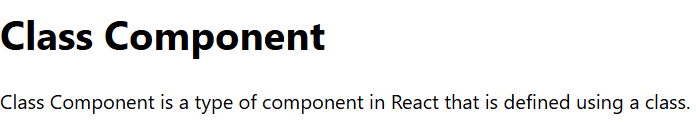 Class Component
Class Component is a type of component in React that is defined using a class.